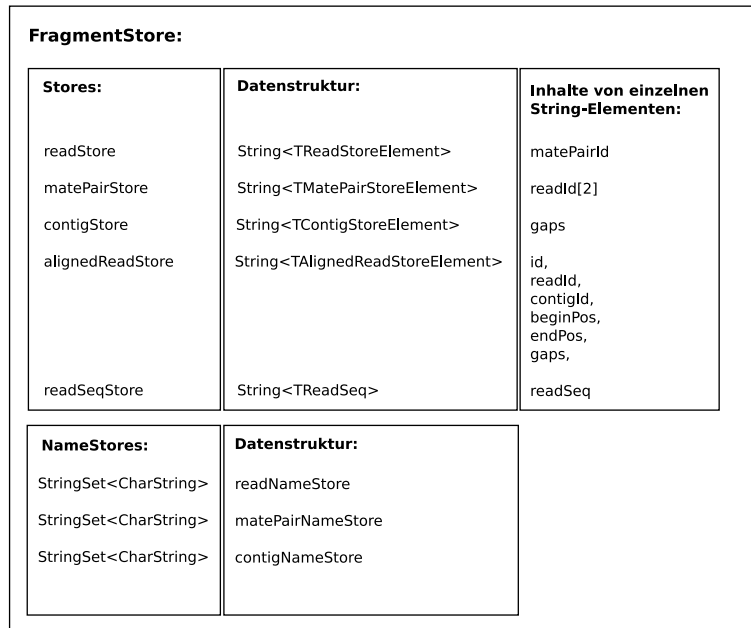 FragmentStore:
Stores: Datenstruktur: Inhalte von einzelnen
String-Elementen:
readStore String<TReadStoreElement> matePairId
matePairStore String<TMatePairStoreElement> readId[2]
contigStore String<TContigStoreElement> gaps
alignedReadStore String<TAlignedReadStoreElement> id,
readId,
contigId,
beginPos,
endPos,
gaps,
readSeqStore String<TReadSeq> readSeq
NameStores: Datenstruktur:
StringSet<CharString> readNameStore
StringSet<CharString> matePairNameStore
StringSet<CharString> contigNameStore